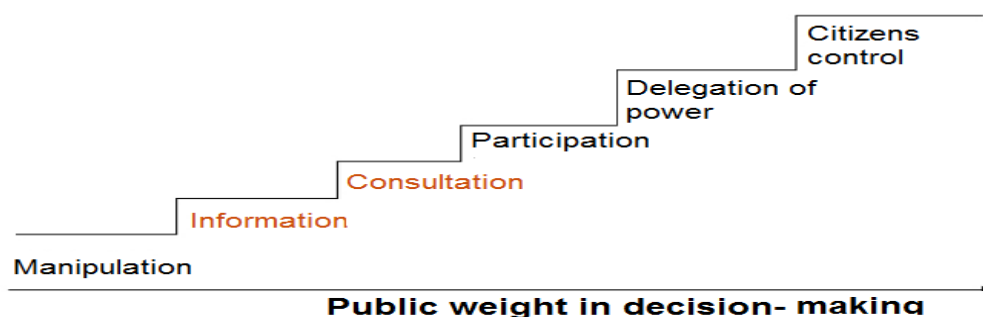 Citizens
control
Delegation of
power
Participation
Consultation
Information
Manipulation
Public weight in decision- making